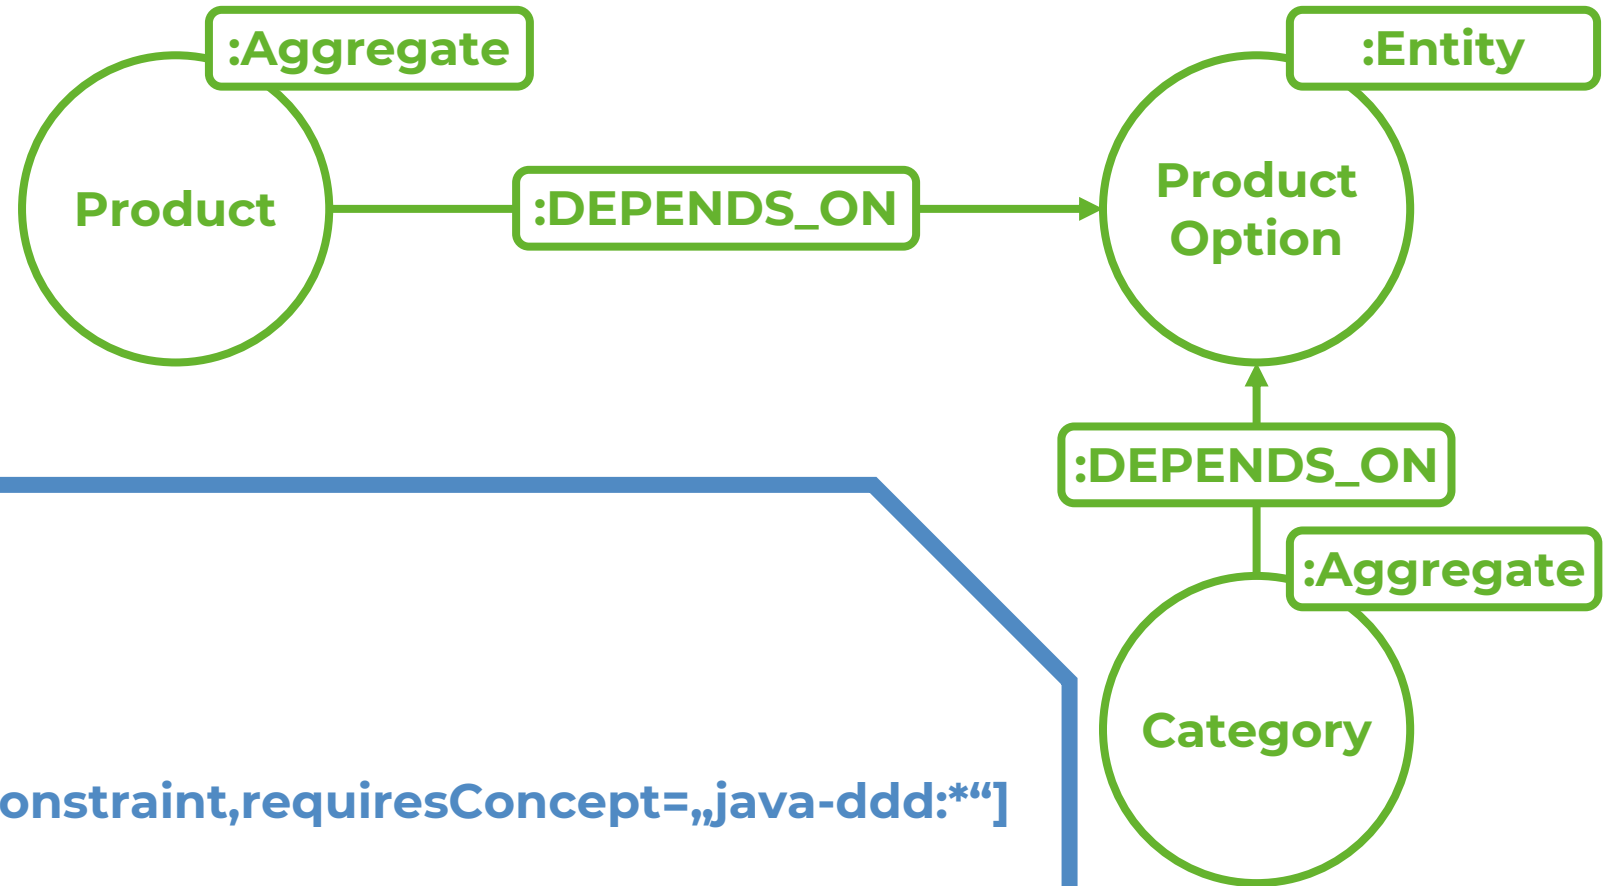 :Aggregate
:Entity
Product
:DEPENDS_ON
Product
Option
:DEPENDS_ON
:Aggregate
Category
onstraint,requiresConcept=„java-ddd:*“]